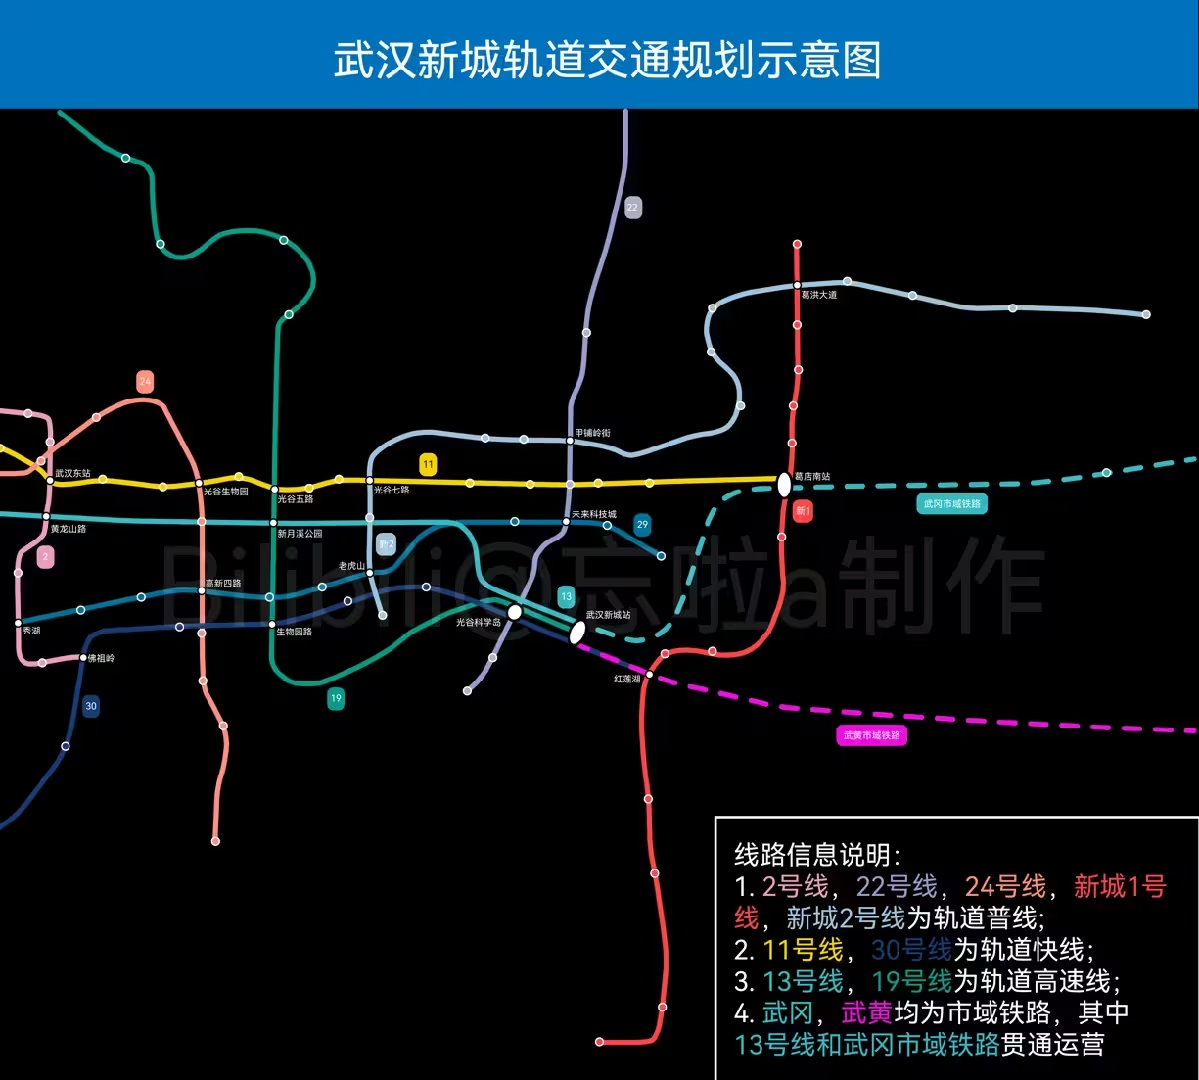 武汉新城轨道交通规划示意图
22
葛洪大道
24
甲铺岭街
11
武汉东站
光谷生物园
光谷五路
光谷七路
葛店南站
武冈市域铁路
新1
未来科技城
29
黄龙山路
新月溪公园
新2
2
老虎山
高新四路
13
武汉新城站
光谷科学岛
秀湖
生物园路
佛祖岭
红莲湖
30
19
武黄市域铁路
Bilibili@忘啦a制作
线路信息说明：
1. 2号线，22号线，24号线，新城1号
线，新城2号线为轨道普线;
2. 11号线，30号线为轨道快线;
3. 13号线，19号线为轨道高速线;
4. 武冈，武黄均为市域铁路，其中
13号线和武冈市域铁路贯通运营